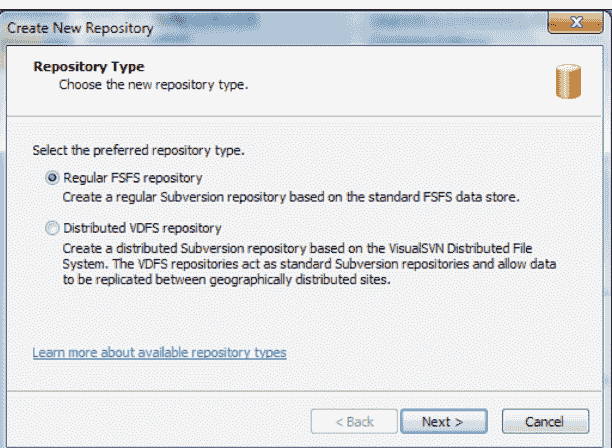 Create New Repository
Repository Type
Choose the new repository type.
Select the preferred repository type.
Regular FSFS repository
Create a regular Subversion repository based on the standard FSFS data store.
Distributed VDFS repository
Create a distributed Subversion repository based on the VisualSVN Distributed File
System. The VDFS repositories act as standard Subversion repositories and allow data
to be replicated between geographically distributed sites.
Learn more about available repository types
< Back Next > Cancel